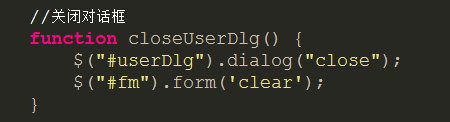 //关闭对话框
function closeUserDlg() {
$("#userDlg").dialog("close");
$("#fm").form('clear');
}